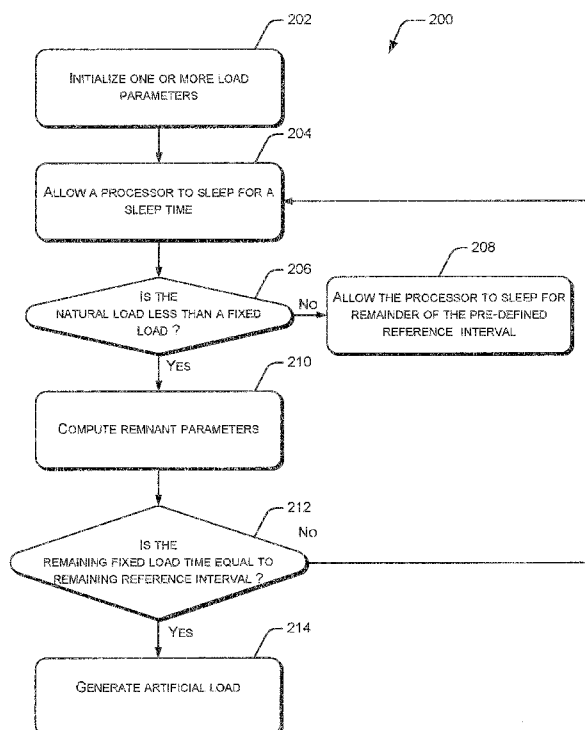 202
200
INITIALIZE ONE OR MORE LOAD
PARAMETERS
204
ALLOW A PROCESSOR TO SLEEP FOR A
SLEEP TIME
206
IS THE
NATURAL LOAD LESS THAN A FIXED
LOAD ?
NO
208
ALLOW THE PROCESSOR TO SLEEP FOR
REMAINDER OF THE PRE-DEFINED
REFERENCE INTERVAL
YES
210
COMPUTE REMNANT PARAMETERS
212
NO
IS THE
REMAINING FIXED LOAD TIME EQUAL TO
REMAINING REFERENCE INTERVAL ?
YES
214
GENERATE ARTIFICIAL LOAD